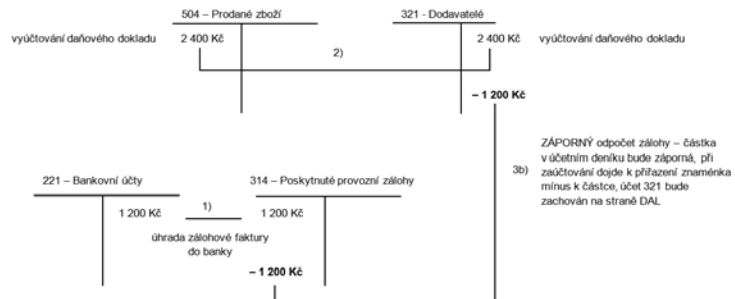 504 – Prodané zboží
321 - Dodavatelé
vyúčtování daňového dokladu
2 400 Kč
2)
2 400 Kč
vyúčtování daňového dokladu
– 1 200 Kč
ZÁPORNÝ odpočet zálohy – částka
v účetním deníku bude záporná, při
3b) zaúčtování dojde k přiřazení znaménka
mínus k částce, účet 321 bude
zachován na straně DAL
221 – Bankovní účty
314 – Poskytnuté provozní zálohy
1 200 Kč
1)
1 200 Kč
úhrada zálohové faktury
do banky
– 1 200 Kč